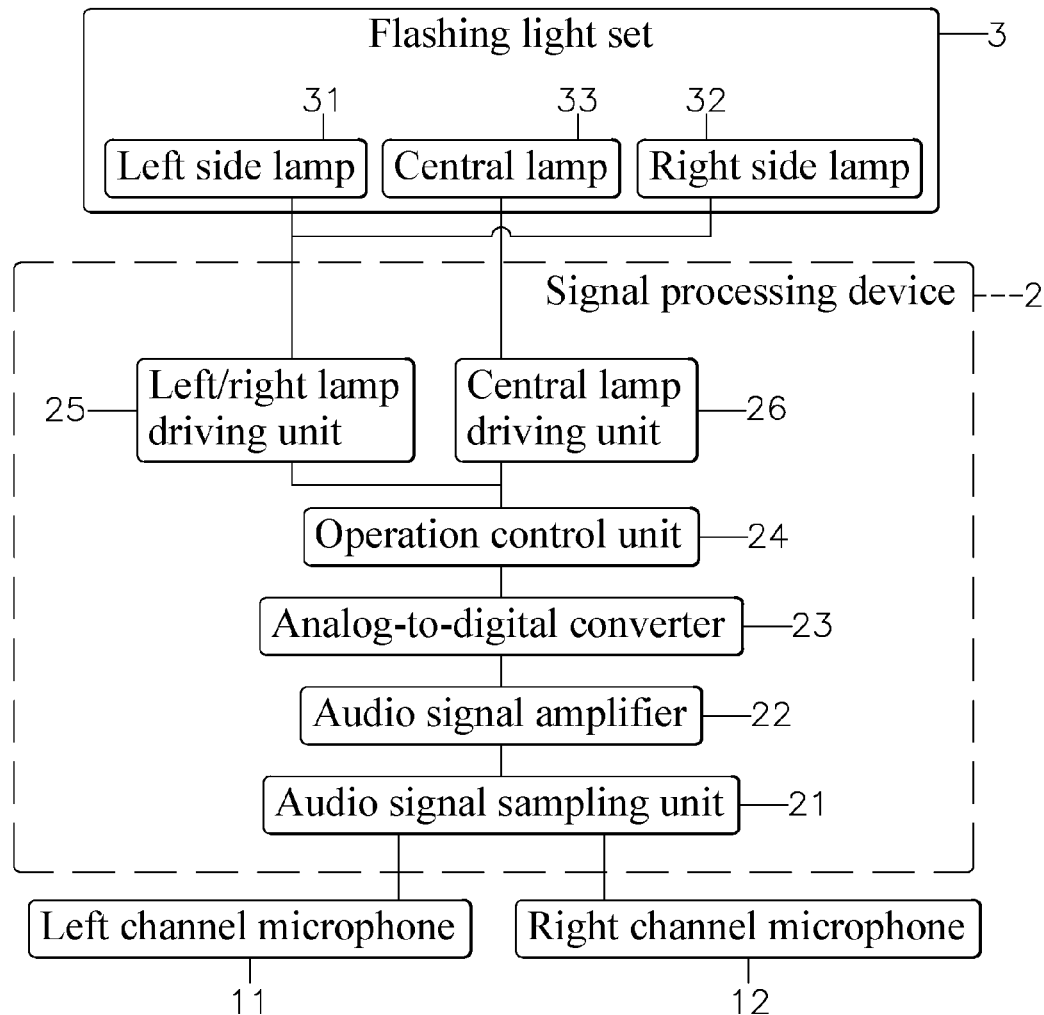 Flashing light set
3
31
33
32
Left side lamp
Central lamp
Right side lamp
Signal processing device
2
25
Left/right lamp
driving unit
Central lamp
driving unit
26
Operation control unit
24
Analog-to-digital converter
23
Audio signal amplifier
22
Audio signal sampling unit
21
Left channel microphone
Right channel microphone
11
12